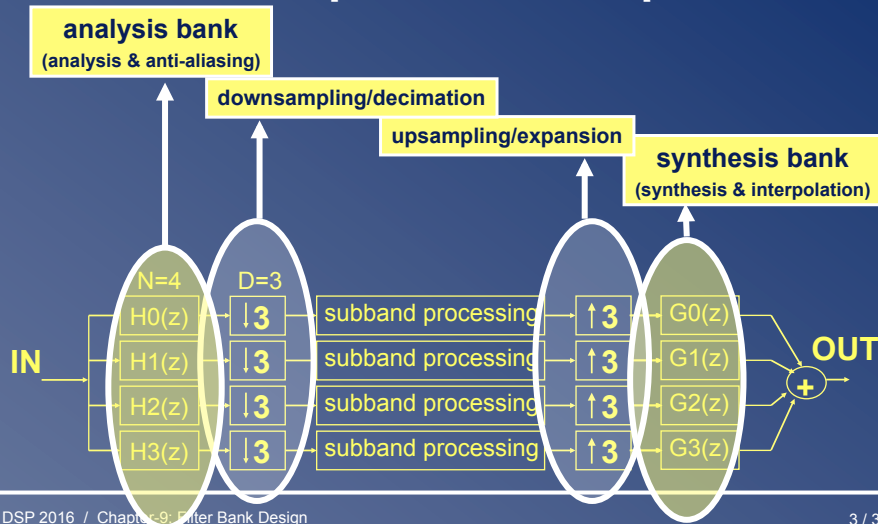 analysis bank
(analysis & anti-aliasing)
downsampling/decimation
upsampling/expansion
synthesis bank
(synthesis & interpolation)
N=4 D=3
H0(z) ↓3 subband processing ↑3 G0(z)
IN H1(z) ↓3 subband processing ↑3 G1(z) OUT
+
H2(z) ↓3 subband processing ↑3 G2(z)
H3(z) ↓3 subband processing ↑3 G3(z)
DSP 2016 / Chapter-9: Filter Bank Design 3 / 3